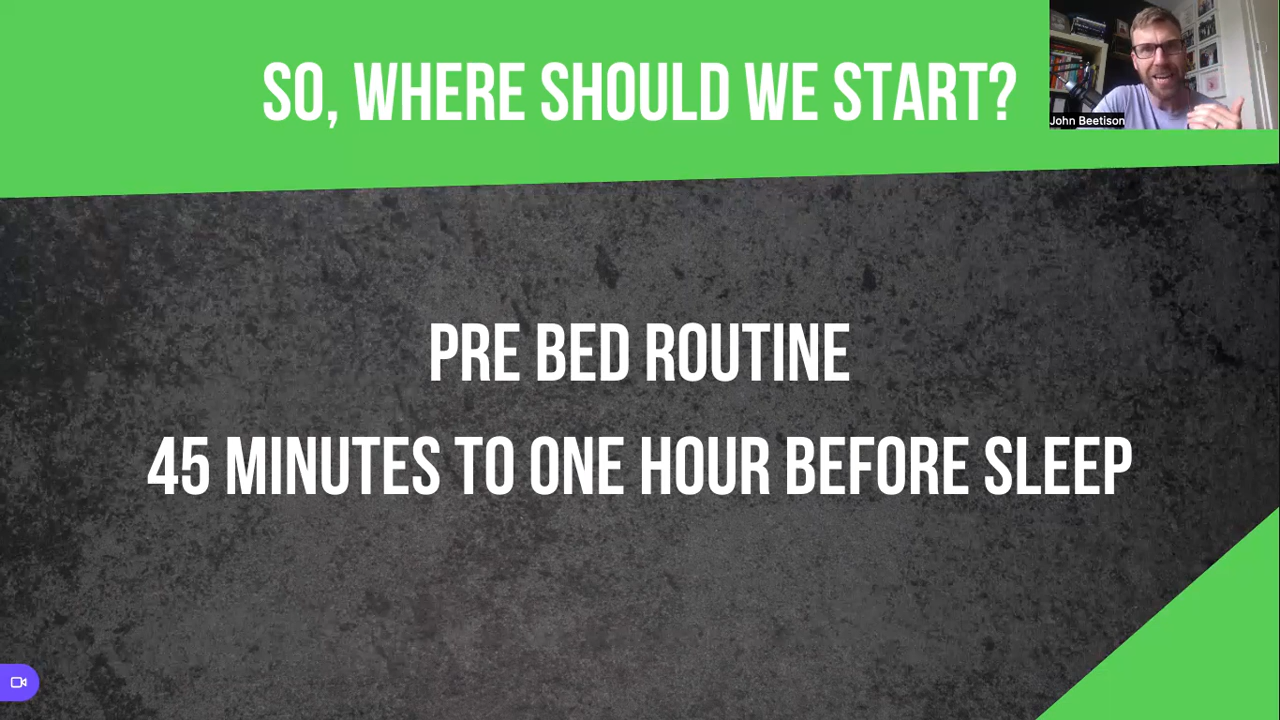 SO, WHERE SHOULD WE START?
John Beetison
PRE BED ROUTINE
45 MINUTES TO ONE HOUR BEFORE SLEEP